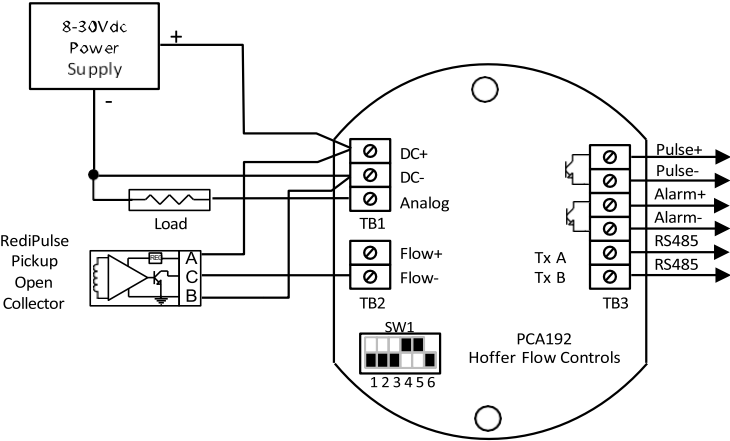 8-30Vdc
Power
Supply
+
-
Load
RediPulse
Pickup
Open
Collector
REG
A
C
B
DC+
DC-
Analog
TB1
Flow+
Flow-
TB2
SW1
1 2 3 4 5 6
PCA192
Hoffer Flow Controls
Tx A
Tx B
TB3
Pulse+
Pulse-
Alarm+
Alarm-
RS485
RS485